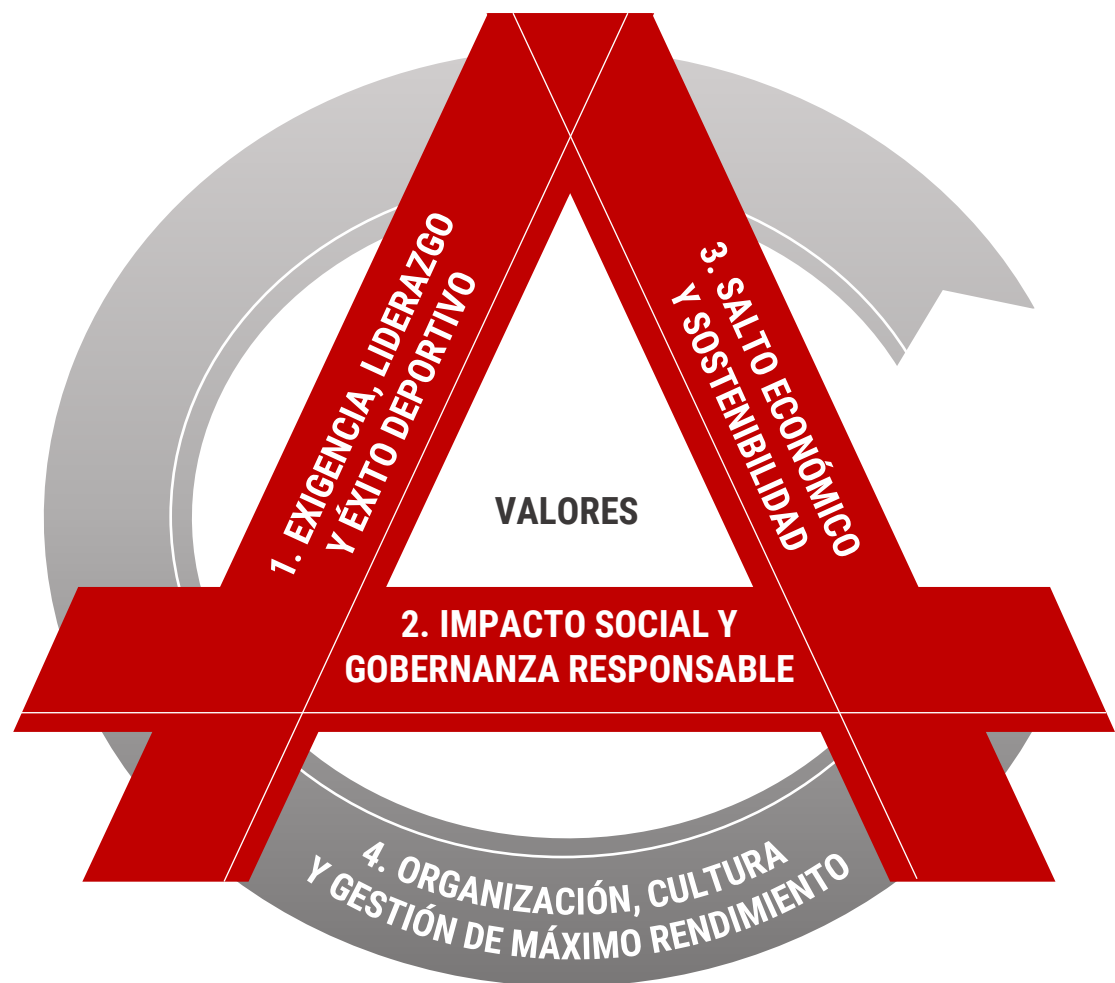 1. EXIGENCIA, LIDERAZGO
Y ÉXITO DEPORTIVO
3. SALTO ECONÓMICO
Y SOSTENIBILIDAD
VALORES
2. IMPACTO SOCIAL Y
GOBERNANZA RESPONSABLE
4. ORGANIZACIÓN, CULTURA
Y GESTIÓN DE MÁXIMO RENDIMIENTO